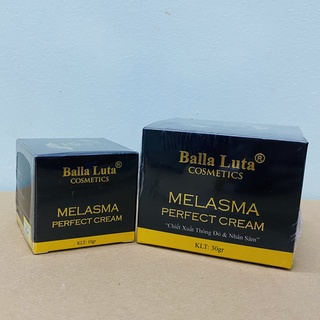 Balla Luta®
COSMETICS
MELASMA
PERFECT CREAM
KLT: 10gr
Balla Luta®
COSMETICS
MELASMA
PERFECT CREAM
"Chiết Xuất Thông Đỏ & Nhân Sâm"
KLT: 30gr